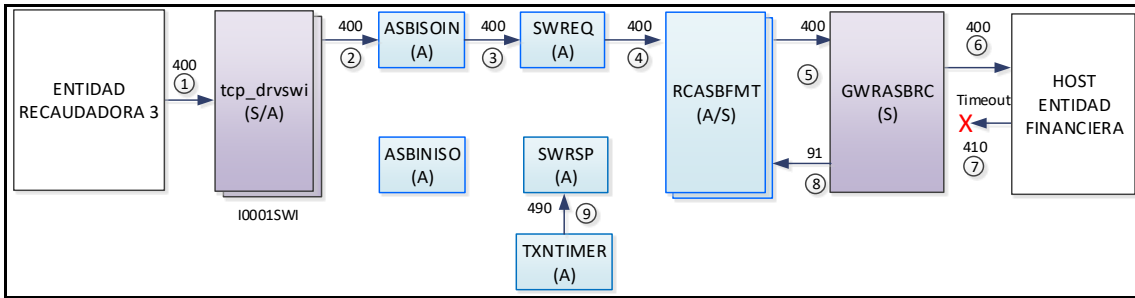 ENTIDAD
RECAUDADORA 3
400
①
tcp_drvswi
(S/A)
I0001SWI
400
②
ASBISOIN
(A)
400
③
SWREQ
(A)
400
④
RCASBFMT
(A/S)
400
⑤
GWRASBRC
(S)
400
⑥
HOST
ENTIDAD
FINANCIERA
Timeout
X
410
⑦
91
⑧
ASBINISO
(A)
SWRSP
(A)
490
⑨
TXNTIMER
(A)